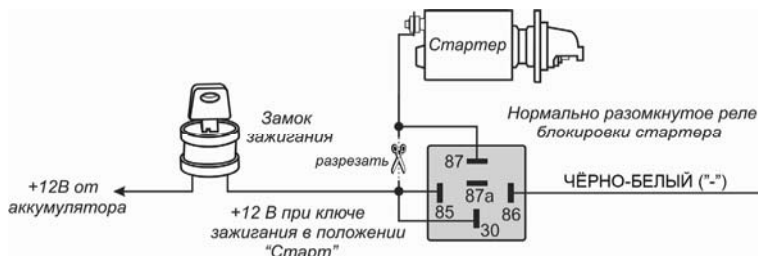 Стартер
Замок
зажигания
Нормально разомкнутое реле
блокировки стартера
разрезать
87
87a
85
86
30
ЧЁРНО-БЕЛЫЙ ("-")
+12В от
аккумулятора
+12 В при ключе
зажигания в положении
"Старт"